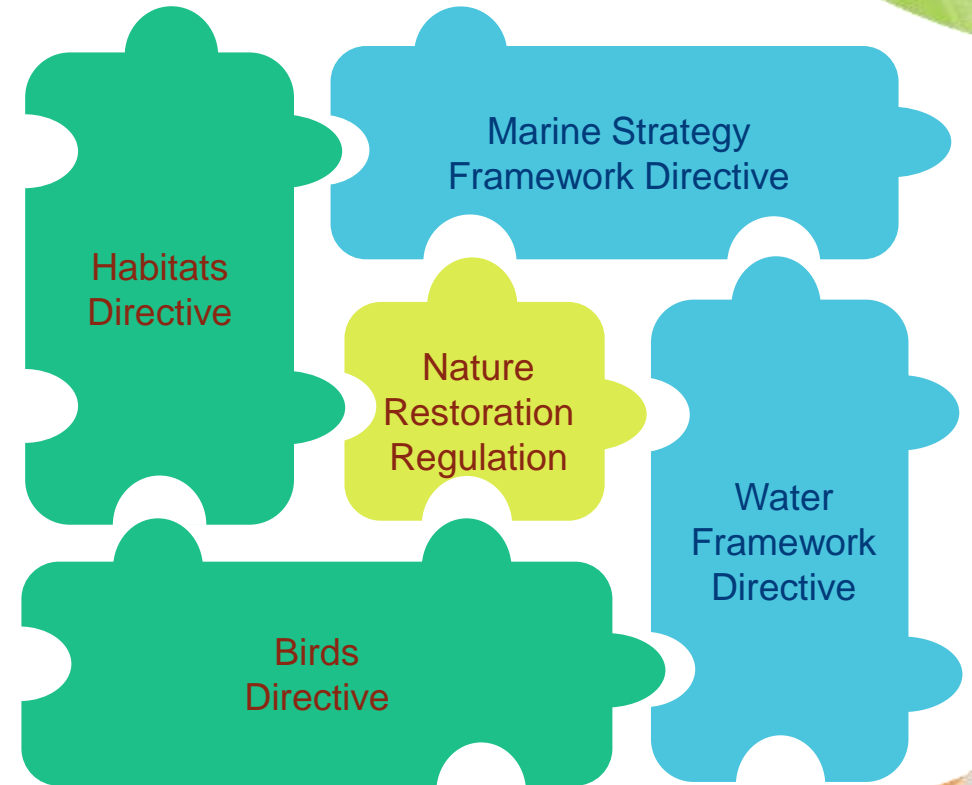 Marine Strategy
Framework Directive
Habitats
Directive
Nature
Restoration
Regulation
Water
Framework
Directive
Birds
Directive